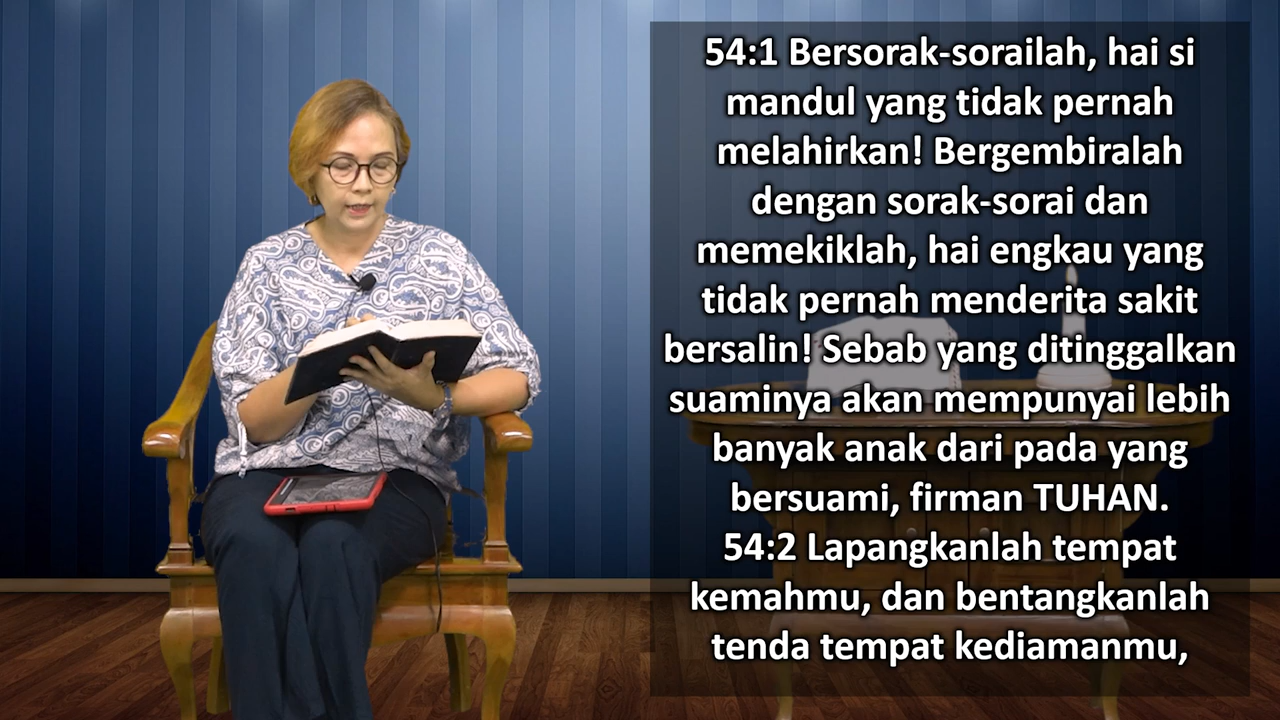 54:1 Bersorak-sorailah, hai si
mandul yang tidak pernah
melahirkan! Bergembiralah
dengan sorak-sorai dan
memekiklah, hai engkau yang
tidak pernah menderita sakit
bersalin! Sebab yang ditinggalkan
suaminya akan mempunyai lebih
banyak anak dari pada yang
bersuami, firman TUHAN.
54:2 Lapangkanlah tempat
kemahmu, dan bentangkanlah
tenda tempat kediamanmu,